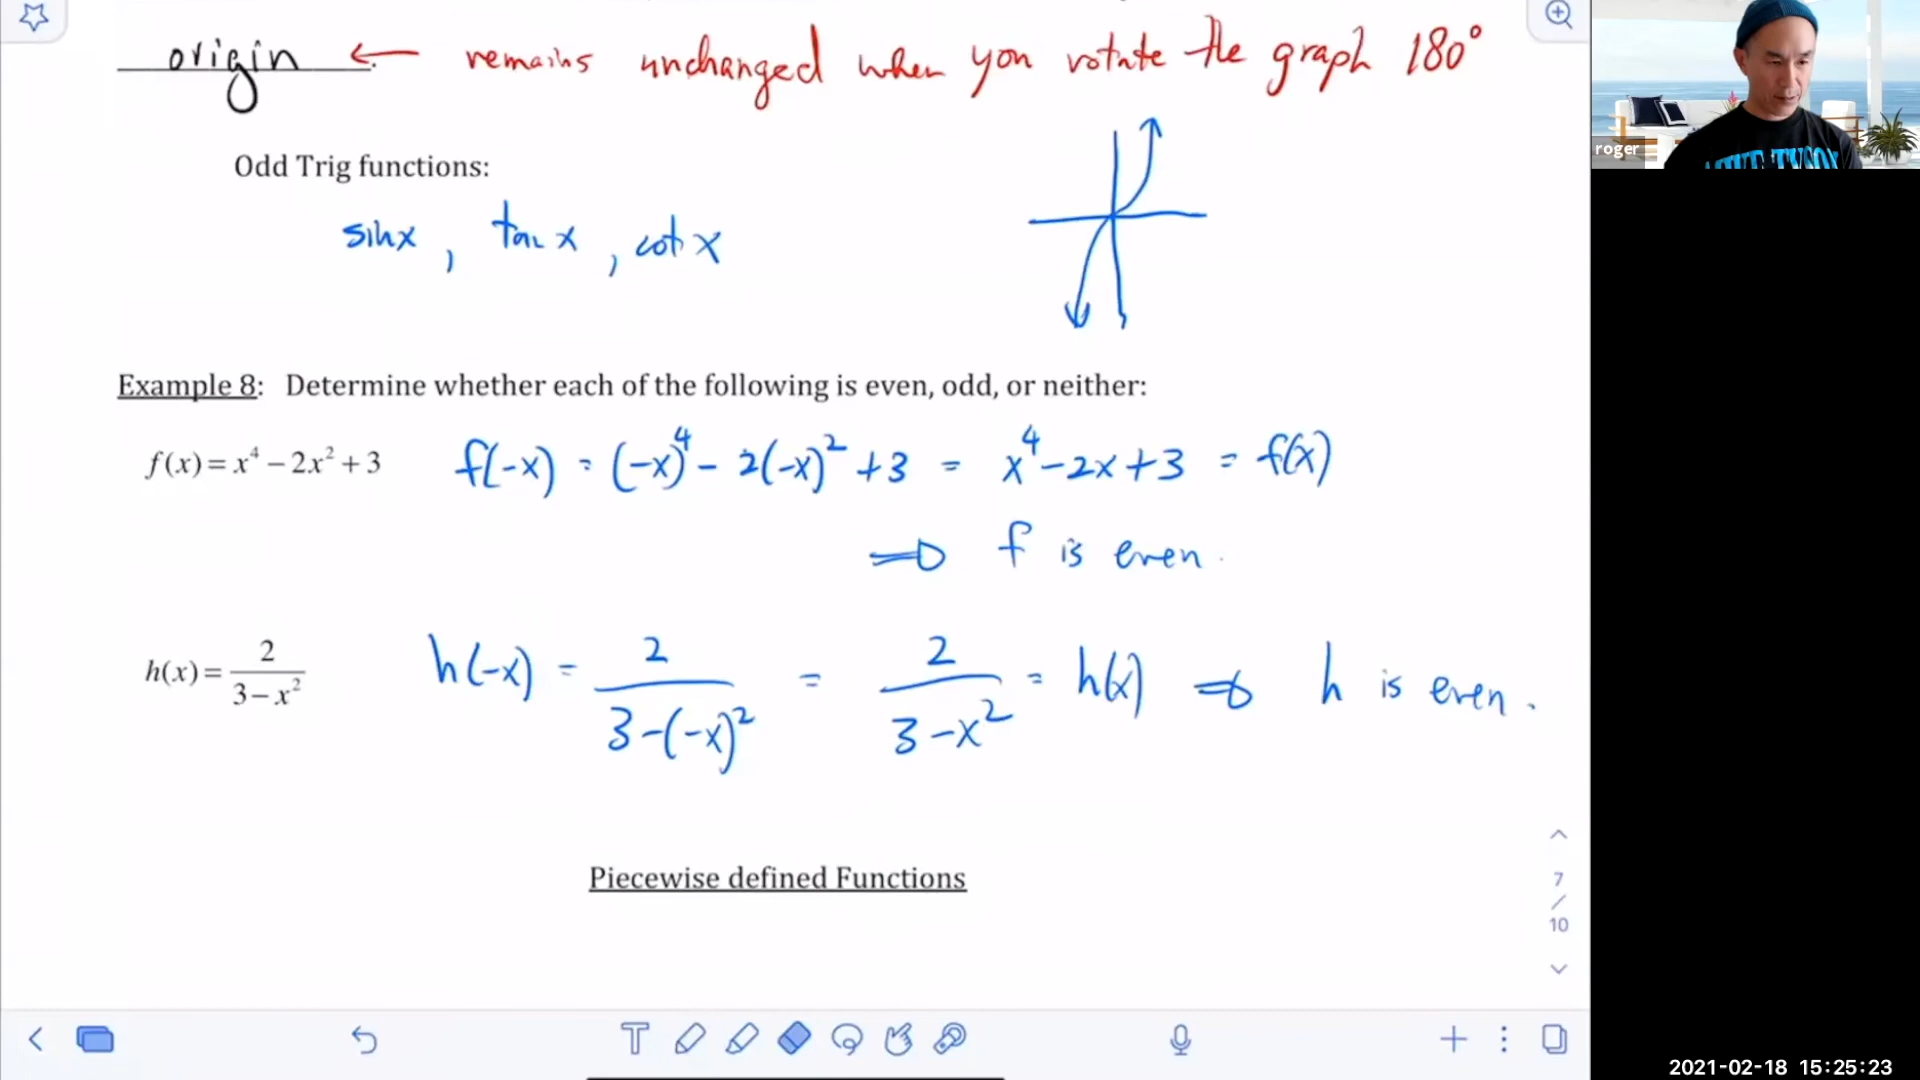 origin ← remains unchanged when you rotate the graph 180°
roger
Odd Trig functions:
sinx , tan x , cot x
Example 8: Determine whether each of the following is even, odd, or neither:
f(x) = x⁴ − 2x² + 3 f(-x) = (-x)⁴ - 2(-x)² + 3 = x⁴ - 2x + 3 = f(x)
⇒ f is even.
h(x) = 2/(3 − x²) h(-x) = 2/(3-(-x)²) = 2/(3-x²) = h(x) ⇒ h is even.
Piecewise defined Functions
7
/
10
T
2021-02-18 15:25:23